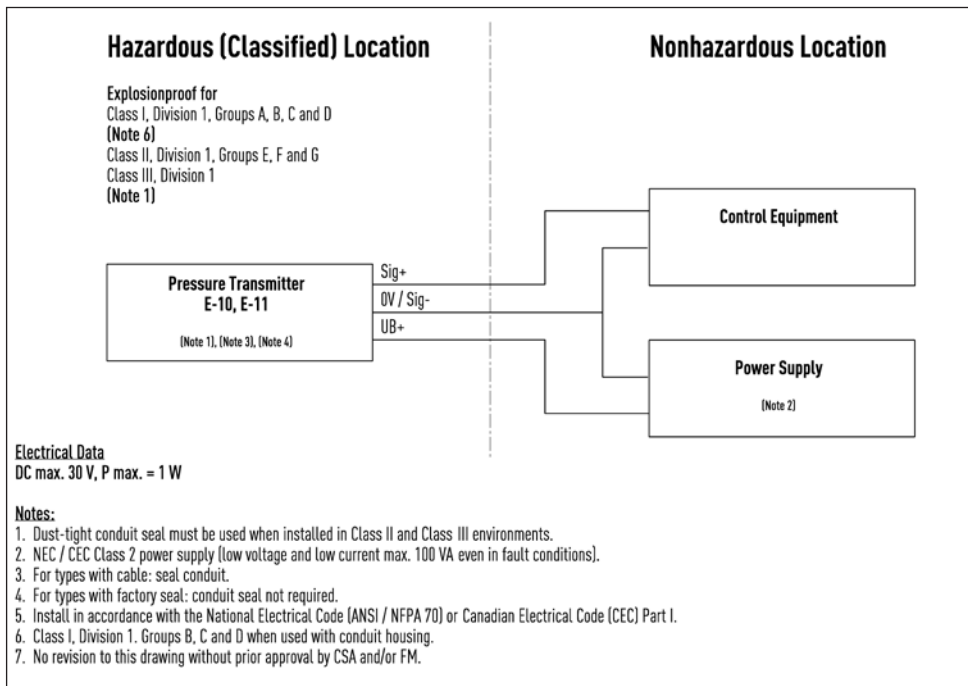 Hazardous (Classified) Location
Nonhazardous Location
Explosionproof for
Class I, Division 1, Groups A, B, C and D
(Note 6)
Class II, Division 1, Groups E, F and G
Class III, Division 1
(Note 1)
Control Equipment
Pressure Transmitter
E-10, E-11
(Note 1), (Note 3), (Note 4)
Sig+
0V / Sig-
UB+
Power Supply
(Note 2)
Electrical Data
DC max. 30 V, P max. = 1 W
Notes:
1. Dust-tight conduit seal must be used when installed in Class II and Class III environments.
2. NEC / CEC Class 2 power supply (low voltage and low current max. 100 VA even in fault conditions).
3. For types with cable: seal conduit.
4. For types with factory seal: conduit seal not required.
5. Install in accordance with the National Electrical Code (ANSI / NFPA 70) or Canadian Electrical Code (CEC) Part I.
6. Class I, Division 1. Groups B, C and D when used with conduit housing.
7. No revision to this drawing without prior approval by CSA and/or FM.